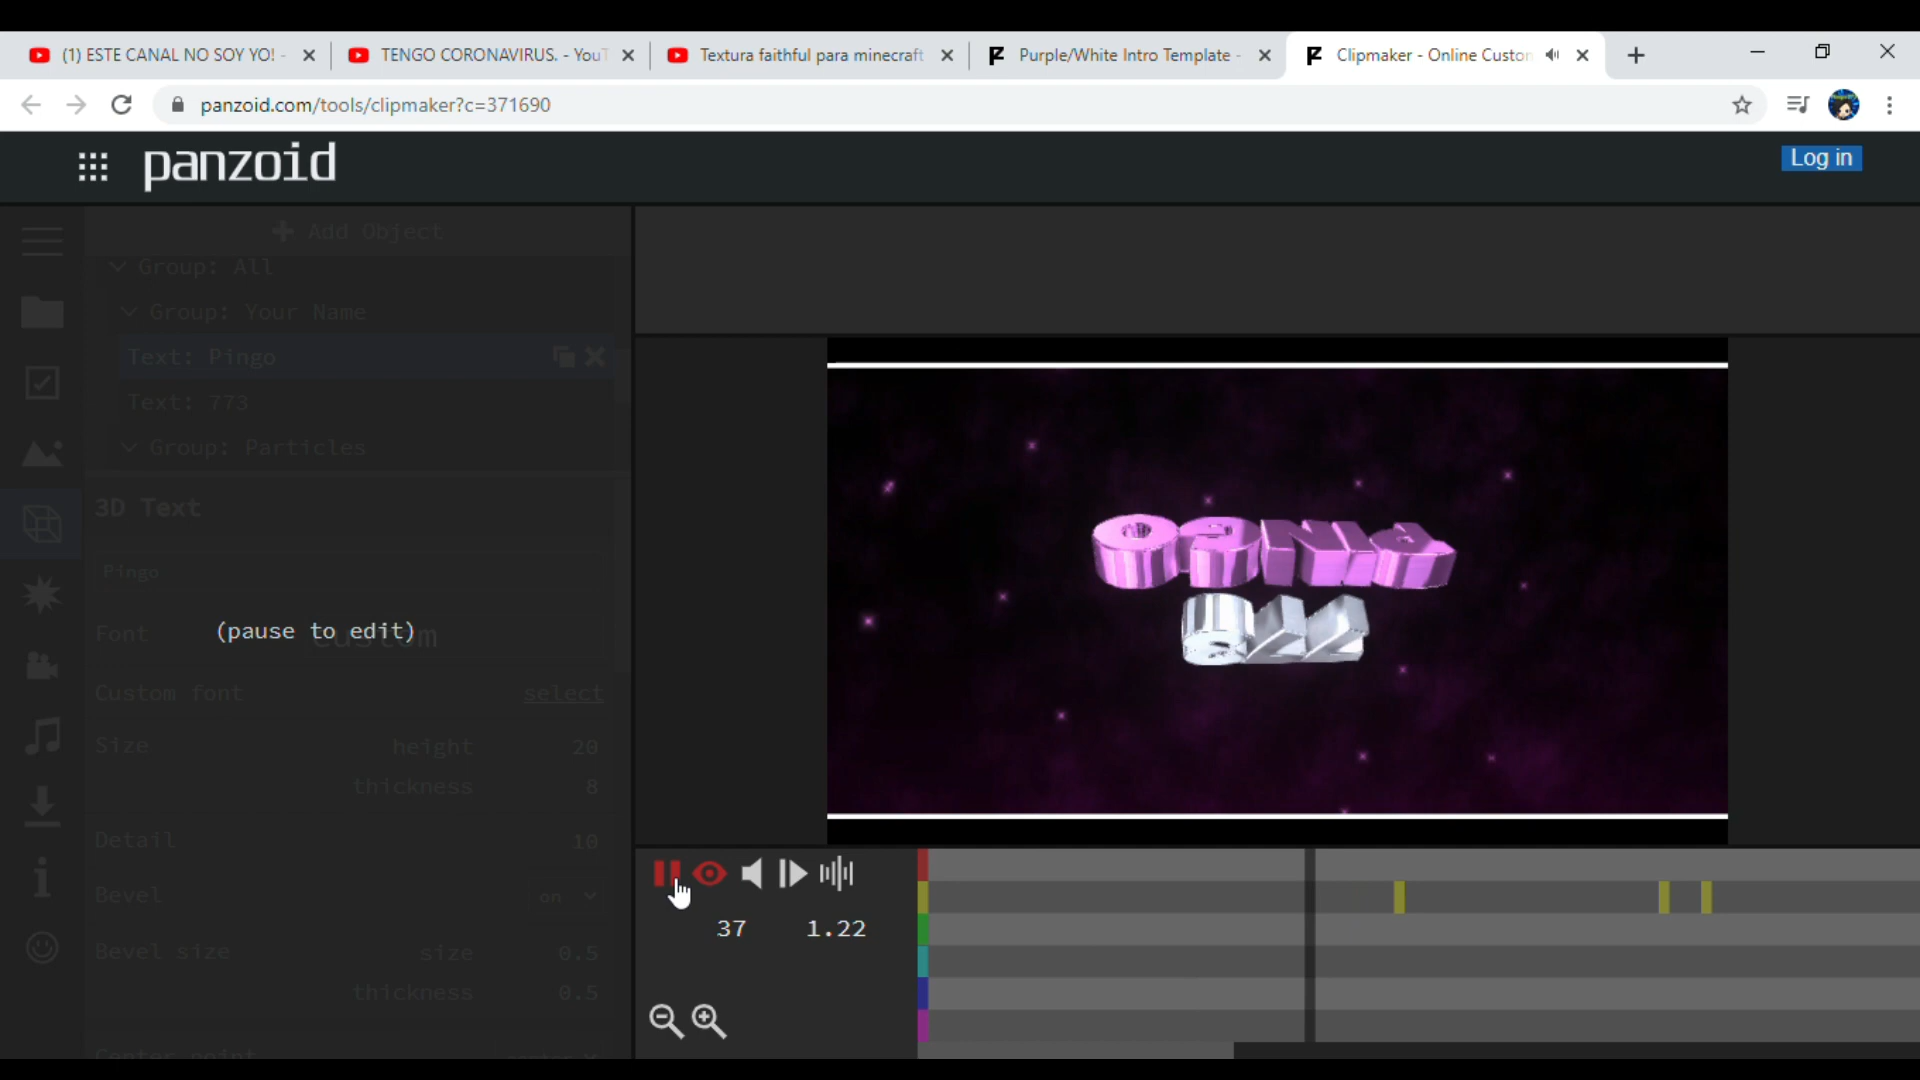 (1) ESTE CANAL NO SOY YO! -
TENGO CORONAVIRUS. - YouT
Textura faithful para minecraft
Purple/White Intro Template -
Clipmaker - Online Custon
panzoid.com/tools/clipmaker?c=371690
panzoid
Log in
Add Object
Group: All
Group: Your Name
Text: Pingo
Text: 773
Group: Particles
3D Text
Pingo
(pause to edit)
Font
Custom font
select
Size height 20
thickness 8
Detail 10
Bevel on
Bevel size size 0.5
thickness 0.5
Center point
PINGO
37 1.22